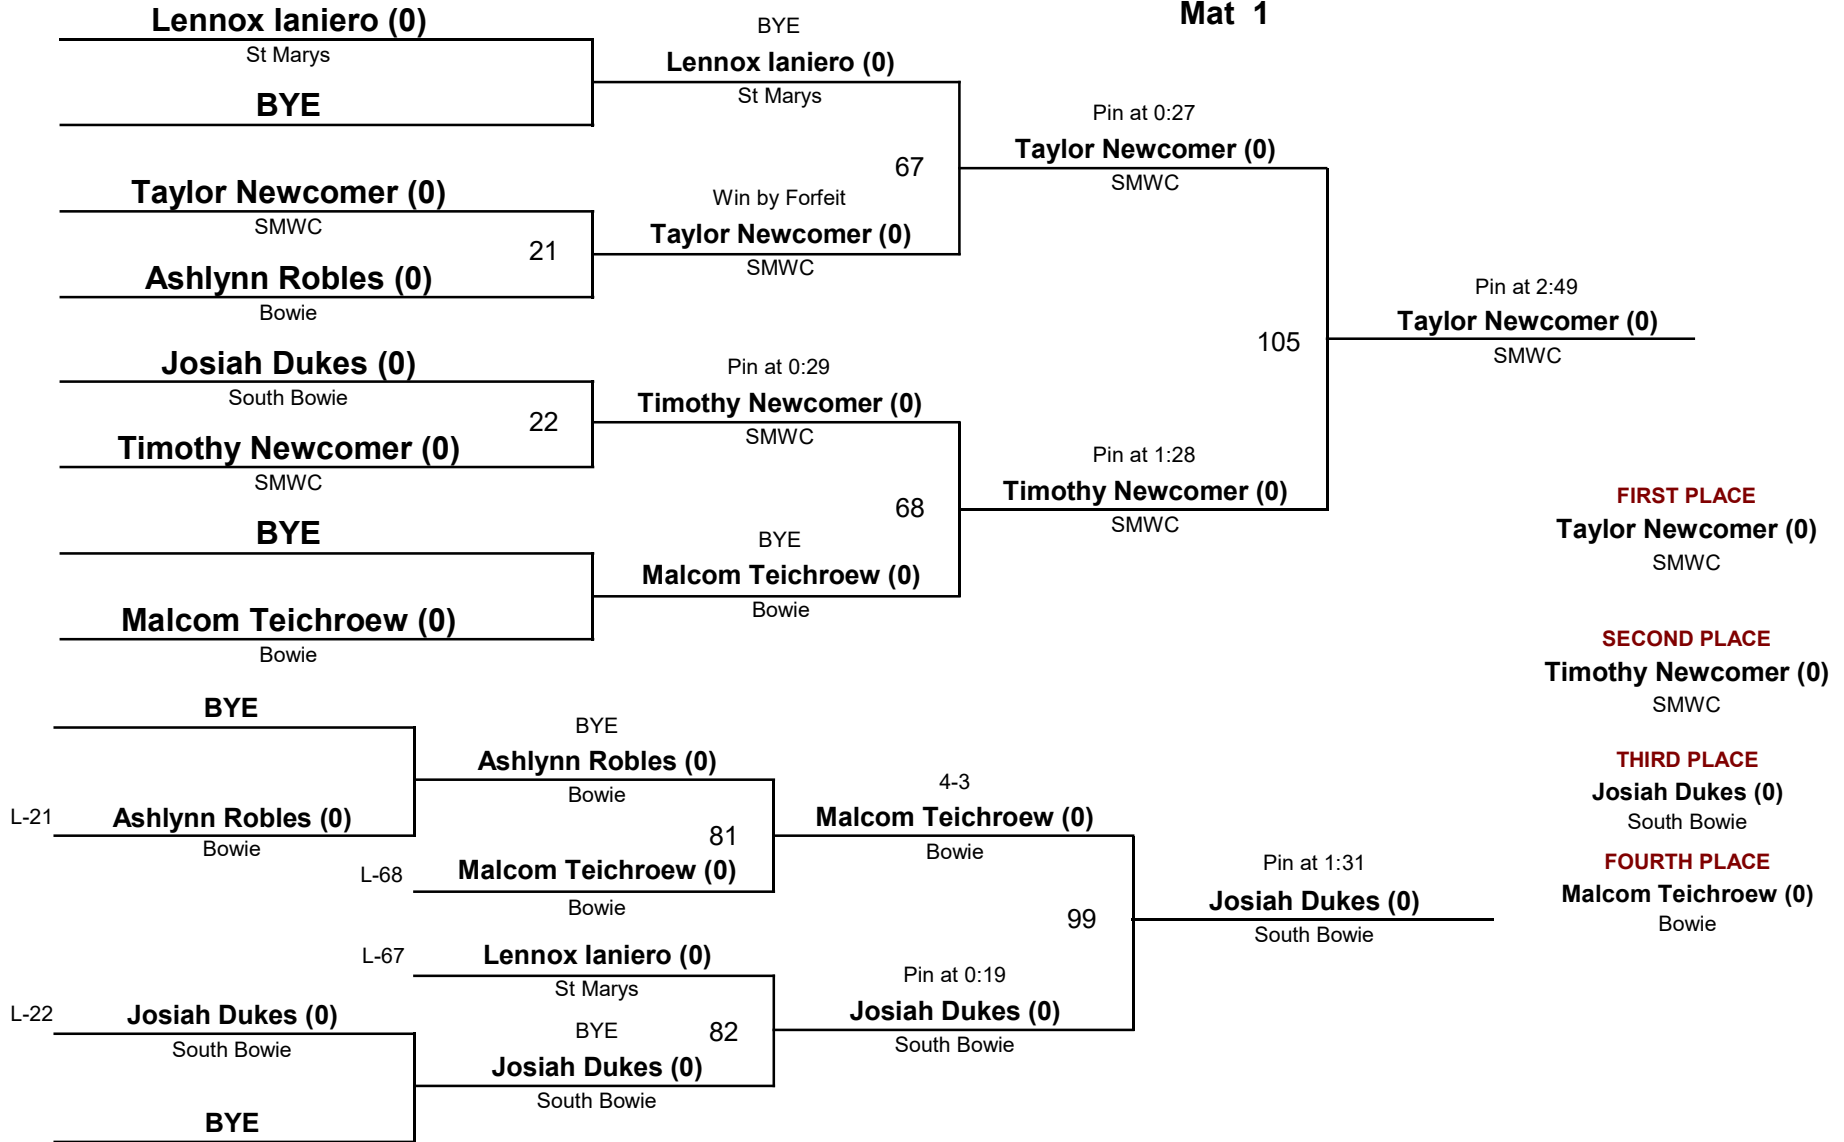 Mat 1
Lennox Ianiero (0)
St Marys
BYE
Taylor Newcomer (0)
SMWC
21
Ashlynn Robles (0)
Bowie
Josiah Dukes (0)
South Bowie
22
Timothy Newcomer (0)
SMWC
BYE
Malcom Teichroew (0)
Bowie
BYE
Lennox Ianiero (0)
St Marys
67
Win by Forfeit
Taylor Newcomer (0)
SMWC
Pin at 0:29
Timothy Newcomer (0)
SMWC
68
BYE
Malcom Teichroew (0)
Bowie
Pin at 0:27
Taylor Newcomer (0)
SMWC
105
Pin at 1:28
Timothy Newcomer (0)
SMWC
Pin at 2:49
Taylor Newcomer (0)
SMWC
BYE
L-21
Ashlynn Robles (0)
Bowie
BYE
Ashlynn Robles (0)
Bowie
81
L-68
Malcom Teichroew (0)
Bowie
L-67
Lennox Ianiero (0)
St Marys
L-22
Josiah Dukes (0)
South Bowie
BYE
82
Josiah Dukes (0)
South Bowie
BYE
4-3
Malcom Teichroew (0)
Bowie
99
Pin at 0:19
Josiah Dukes (0)
South Bowie
Pin at 1:31
Josiah Dukes (0)
South Bowie
FIRST PLACE
Taylor Newcomer (0)
SMWC
SECOND PLACE
Timothy Newcomer (0)
SMWC
THIRD PLACE
Josiah Dukes (0)
South Bowie
FOURTH PLACE
Malcom Teichroew (0)
Bowie